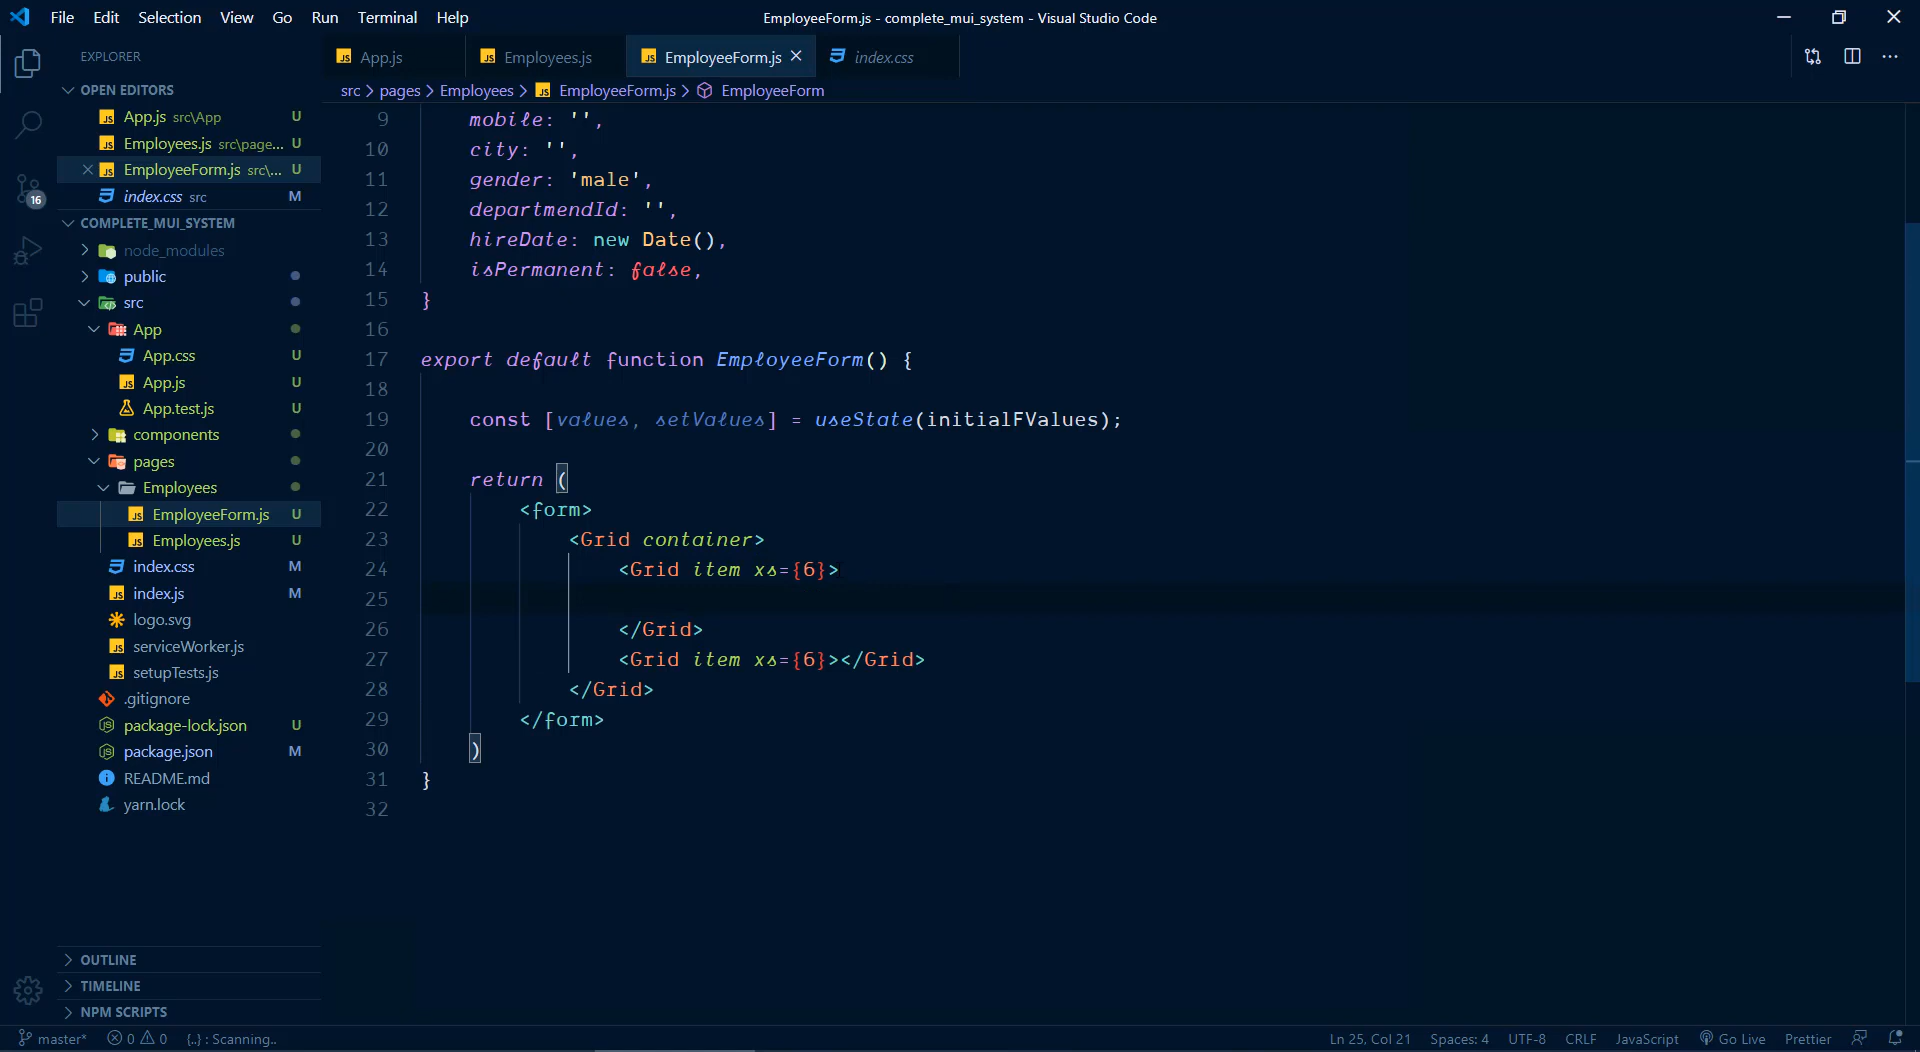 File Edit Selection View Go Run Terminal Help
EmployeeForm.js - complete_mui_system - Visual Studio Code
EXPLORER
OPEN EDITORS
App.js src\App U
Employees.js src\page... U
EmployeeForm.js src\... U
index.css src M
COMPLETE_MUI_SYSTEM
node_modules
public
src
App
App.css U
App.js U
App.test.js U
components
pages
Employees
EmployeeForm.js U
Employees.js U
index.css M
index.js M
logo.svg
serviceWorker.js
setupTests.js
.gitignore
package-lock.json U
package.json M
README.md
yarn.lock
OUTLINE
TIMELINE
NPM SCRIPTS
16
App.js Employees.js EmployeeForm.js index.css
src > pages > Employees > EmployeeForm.js > EmployeeForm
9 mobile: '',
10 city: '',
11 gender: 'male',
12 departmendId: '',
13 hireDate: new Date(),
14 isPermanent: false,
15 }
16
17 export default function EmployeeForm() {
18
19 const [values, setValues] = useState(initialFValues);
20
21 return (
22 <form>
23 <Grid container>
24 <Grid item xs={6}>
25
26 </Grid>
27 <Grid item xs={6}></Grid>
28 </Grid>
29 </form>
30 )
31 }
32
master* 0 0 {..} : Scanning.. Ln 25, Col 21 Spaces: 4 UTF-8 CRLF JavaScript Go Live Prettier